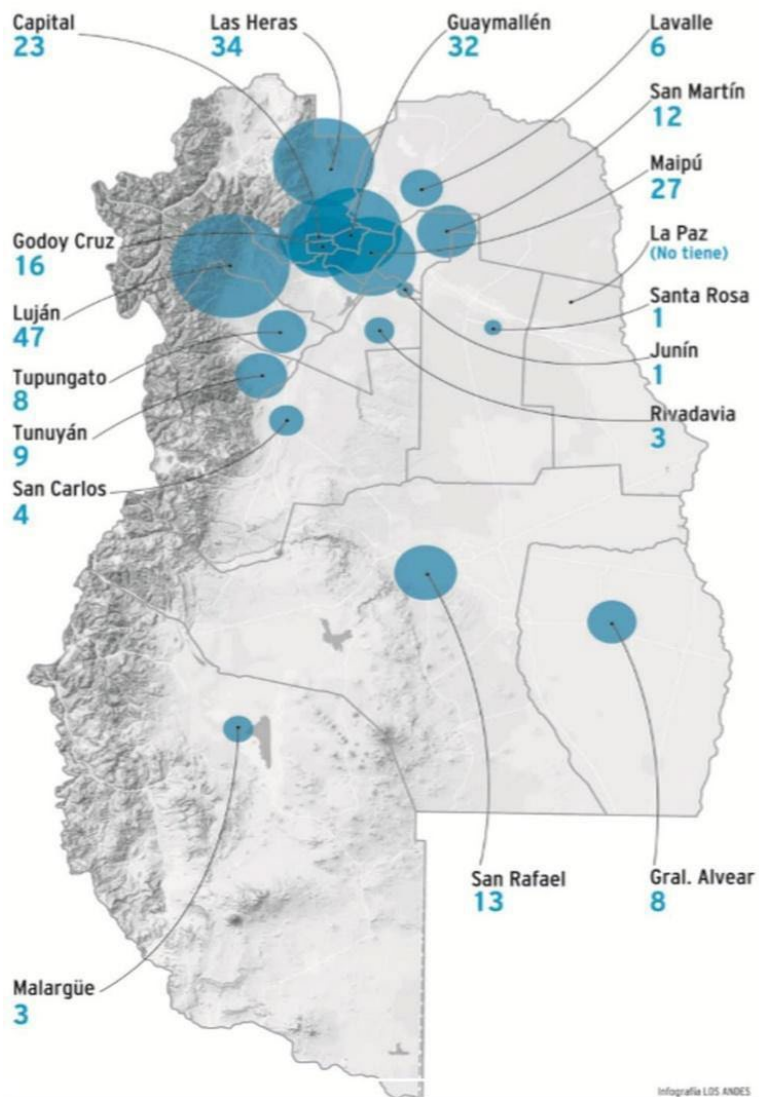 Capital
23
Las Heras
34
Guaymallén
32
Lavalle
6
San Martín
12
Maipú
27
La Paz
(No tiene)
Santa Rosa
1
Junín
1
Rivadavia
3
Godoy Cruz
16
Luján
47
Tupungato
8
Tunuyán
9
San Carlos
4
San Rafael
13
Gral. Alvear
8
Malargüe
3
Infografía LOS ANDES